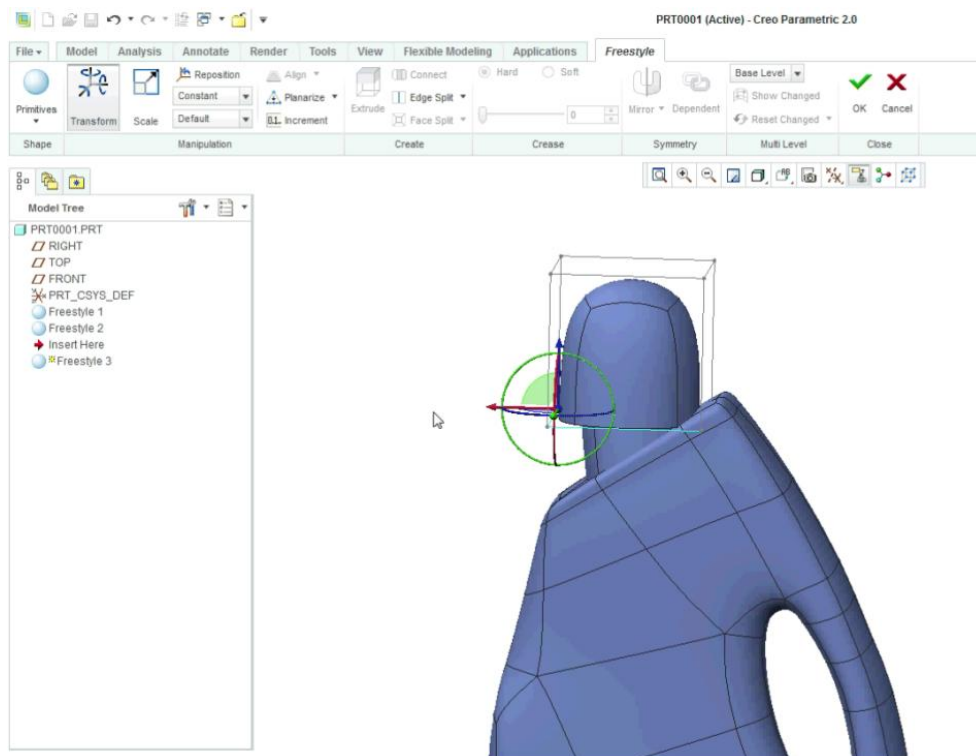 PRT0001 (Active) - Creo Parametric 2.0
File Model Analysis Annotate Render Tools View Flexible Modeling Applications Freestyle
Reposition Align Connect Hard Soft Base Level
Constant Planarize Edge Split Show Changed
Primitives Transform Scale Default 0.1.. Increment Extrude Face Split 0 Mirror Dependent Reset Changed OK Cancel
Shape Manipulation Create Crease Symmetry Multi Level Close
Model Tree
PRT0001.PRT
RIGHT
TOP
FRONT
PRT_CSYS_DEF
Freestyle 1
Freestyle 2
Insert Here
Freestyle 3